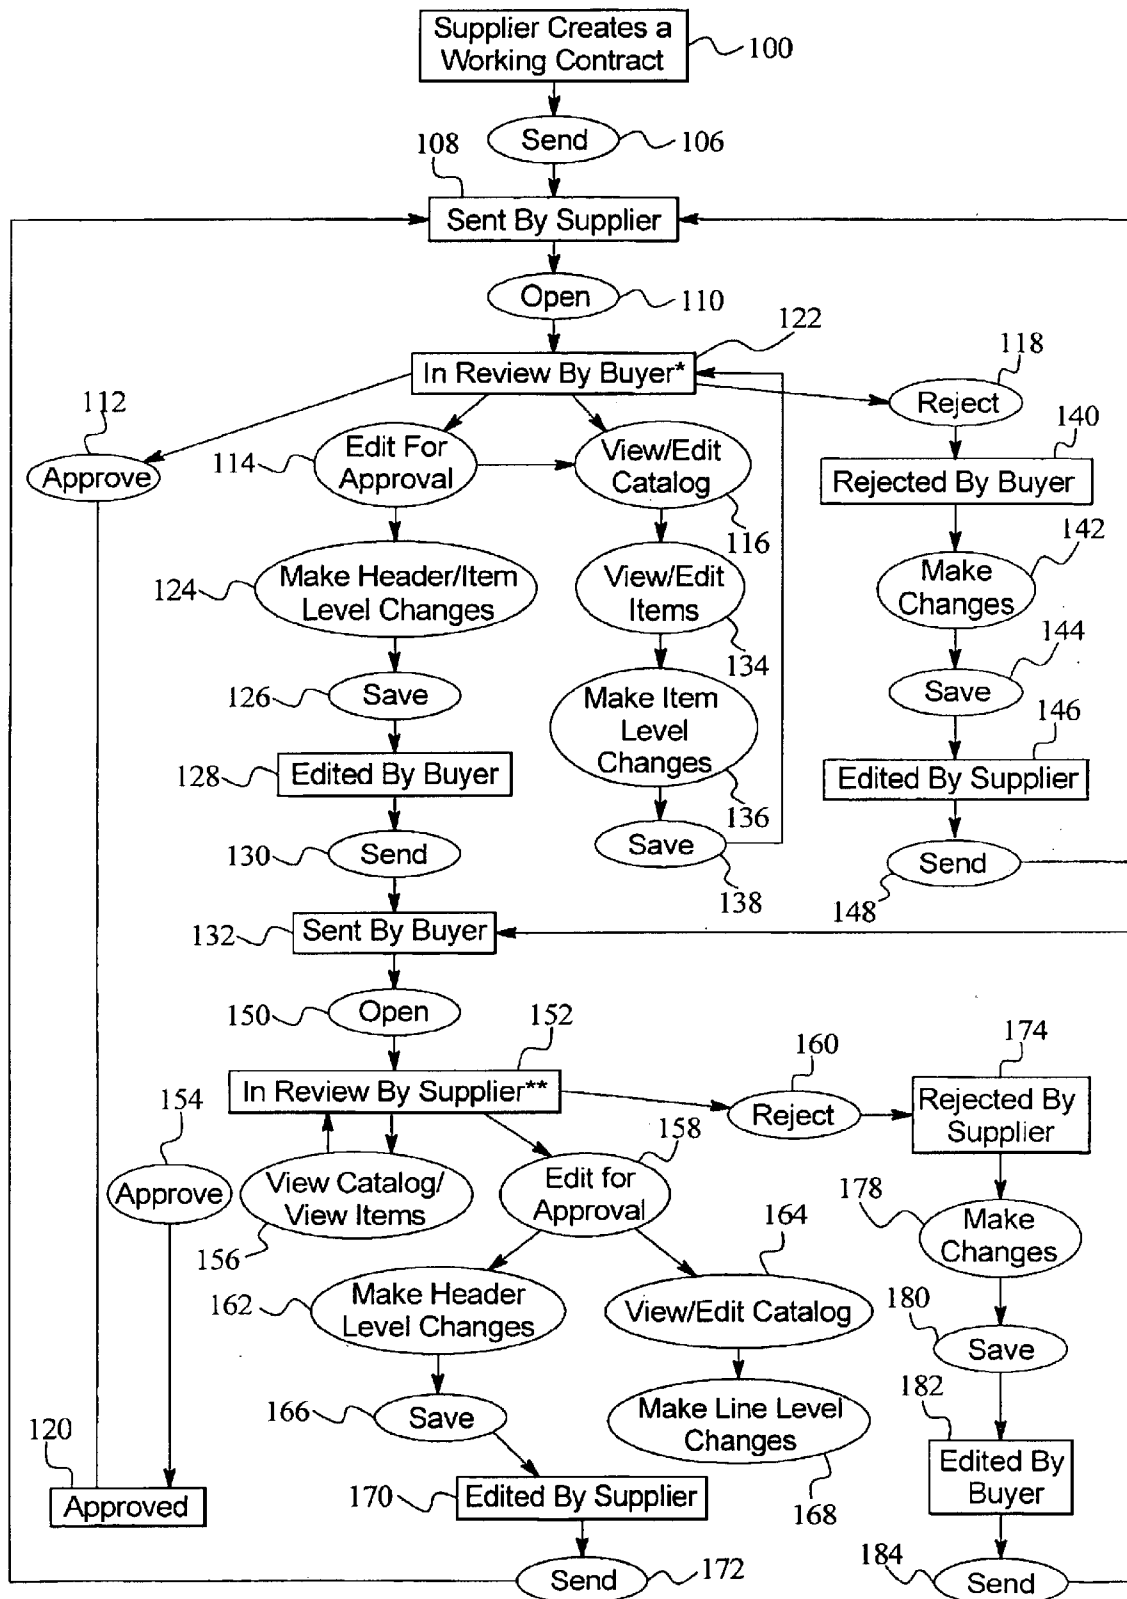 Supplier Creates a
Working Contract
100
Send
106
108
Sent By Supplier
Open
110
122
In Review By Buyer*
118
Reject
112
Approve
114
Edit For
Approval
View/Edit
Catalog
116
140
Rejected By Buyer
124
Make Header/Item
Level Changes
View/Edit
Items
134
142
Make
Changes
126
Save
Make Item
Level
Changes
136
144
Save
146
128
Edited By Buyer
Edited By Supplier
130
Send
Save
138
Send
148
132
Sent By Buyer
150
Open
152
In Review By Supplier**
160
Reject
174
Rejected By
Supplier
154
Approve
View Catalog/
View Items
156
158
Edit for
Approval
164
178
Make
Changes
162
Make Header
Level Changes
View/Edit Catalog
180
Save
166
Save
Make Line Level
Changes
168
182
Edited By
Buyer
120
Approved
170
Edited By Supplier
Send
172
184
Send